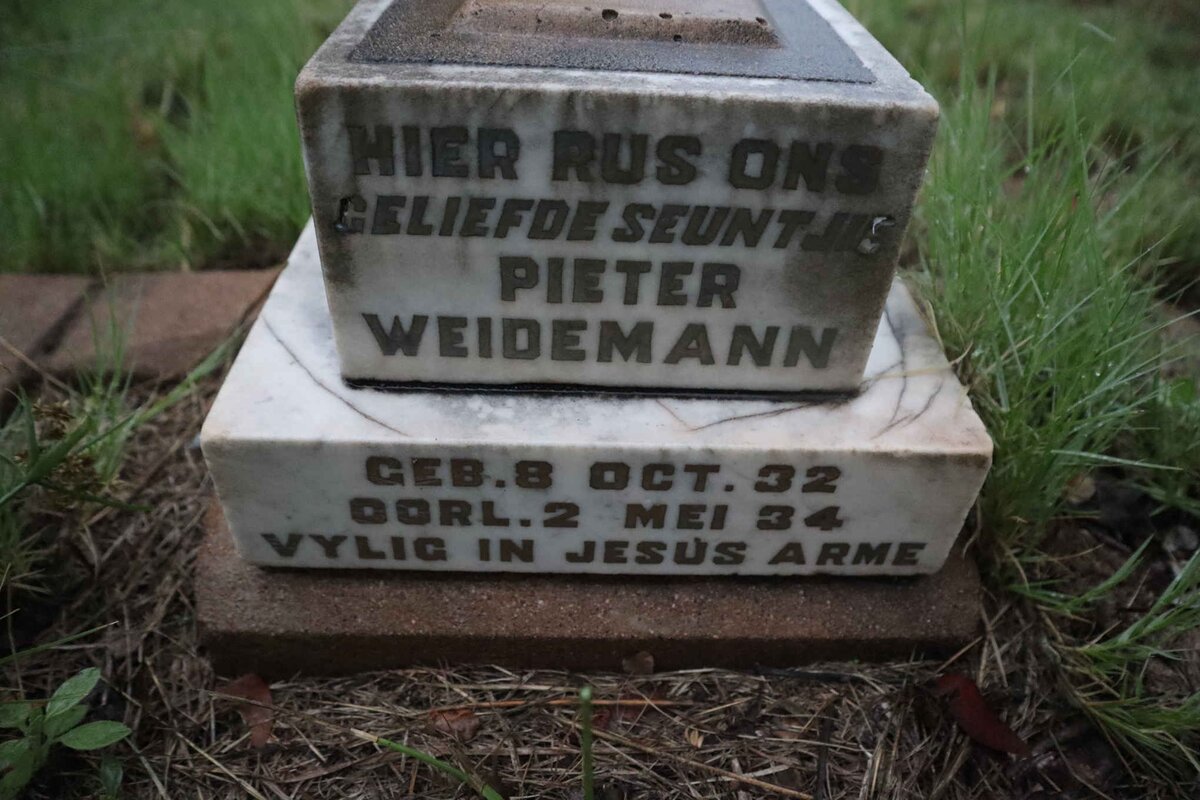 HIER RUS ONS
GELIEFDE SEUNTJIE
PIETER
WEIDEMANN
GEB. 8 OCT. 32
OORL. 2 MEI 34
VYLIG IN JESUS ARME